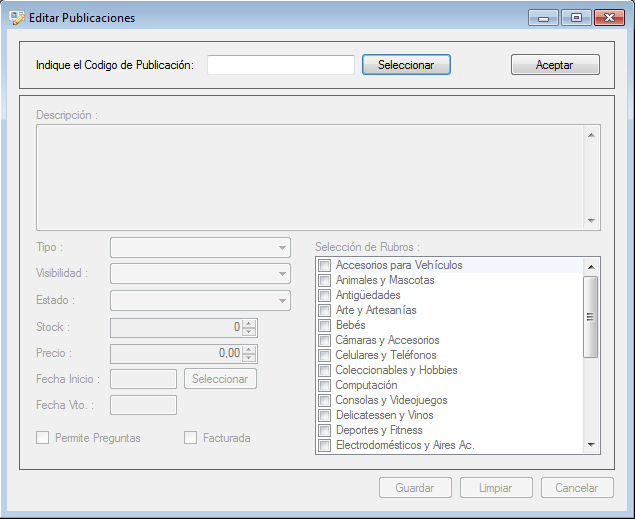 Editar Publicaciones
Indique el Codigo de Publicación: Seleccionar Aceptar
Descripción :
Tipo :
Visibilidad :
Estado :
Stock : 0
Precio : 0,00
Fecha Inicio : Seleccionar
Fecha Vto. :
Permite Preguntas Facturada
Selección de Rubros :
Accesorios para Vehículos
Animales y Mascotas
Antigüedades
Arte y Artesanías
Bebés
Cámaras y Accesorios
Celulares y Teléfonos
Coleccionables y Hobbies
Computación
Consolas y Videojuegos
Delicatessen y Vinos
Deportes y Fitness
Electrodomésticos y Aires Ac.
Guardar Limpiar Cancelar